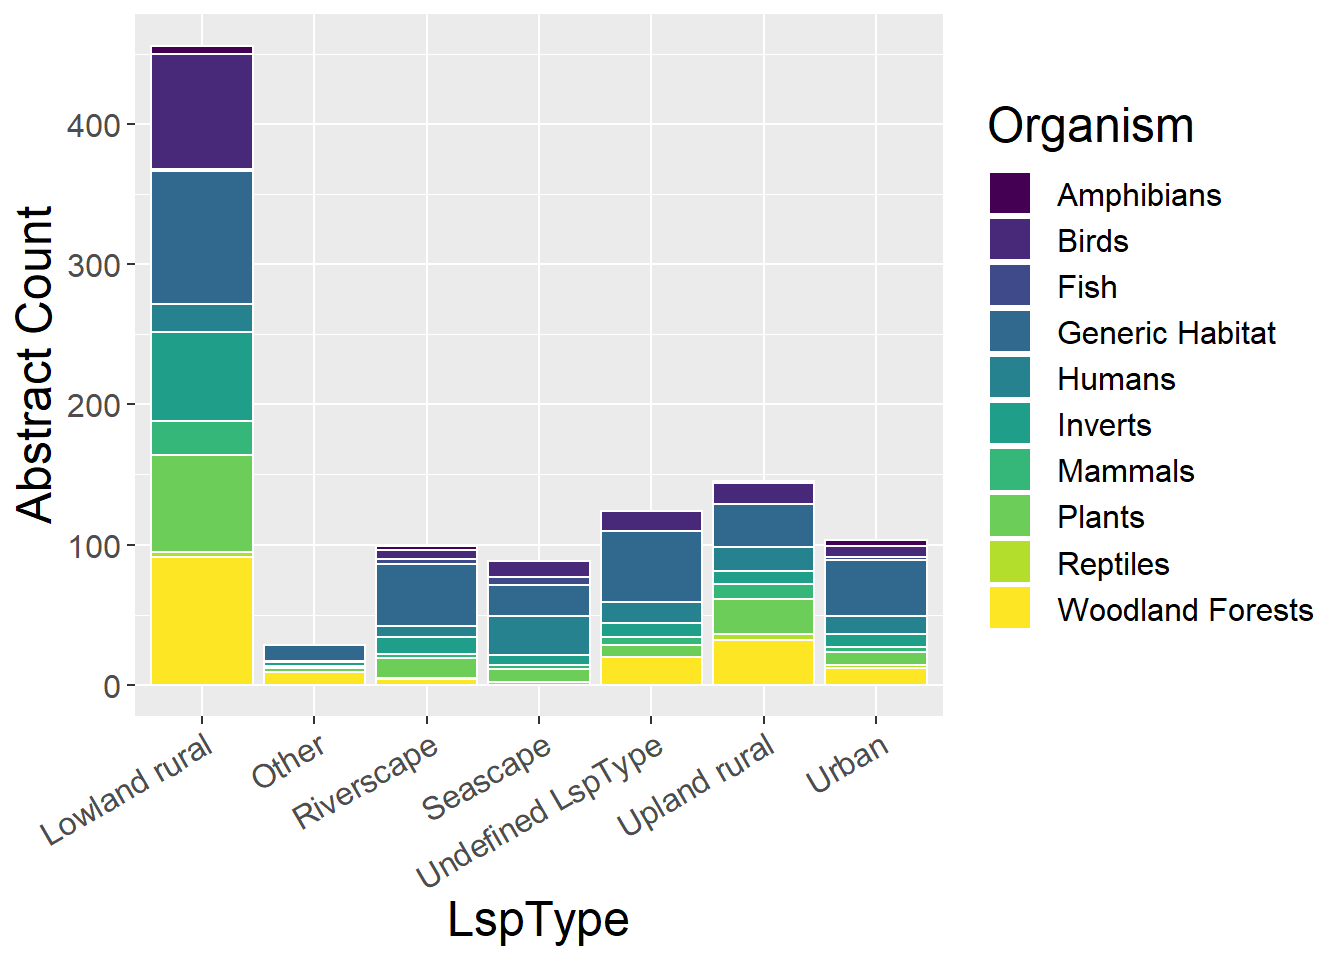 Abstract Count
400
300
200
100
0
Lowland rural
Other
Riverscape
Seascape
Undefined LspType
Upland rural
Urban
LspType
Organism
Amphibians
Birds
Fish
Generic Habitat
Humans
Inverts
Mammals
Plants
Reptiles
Woodland Forests